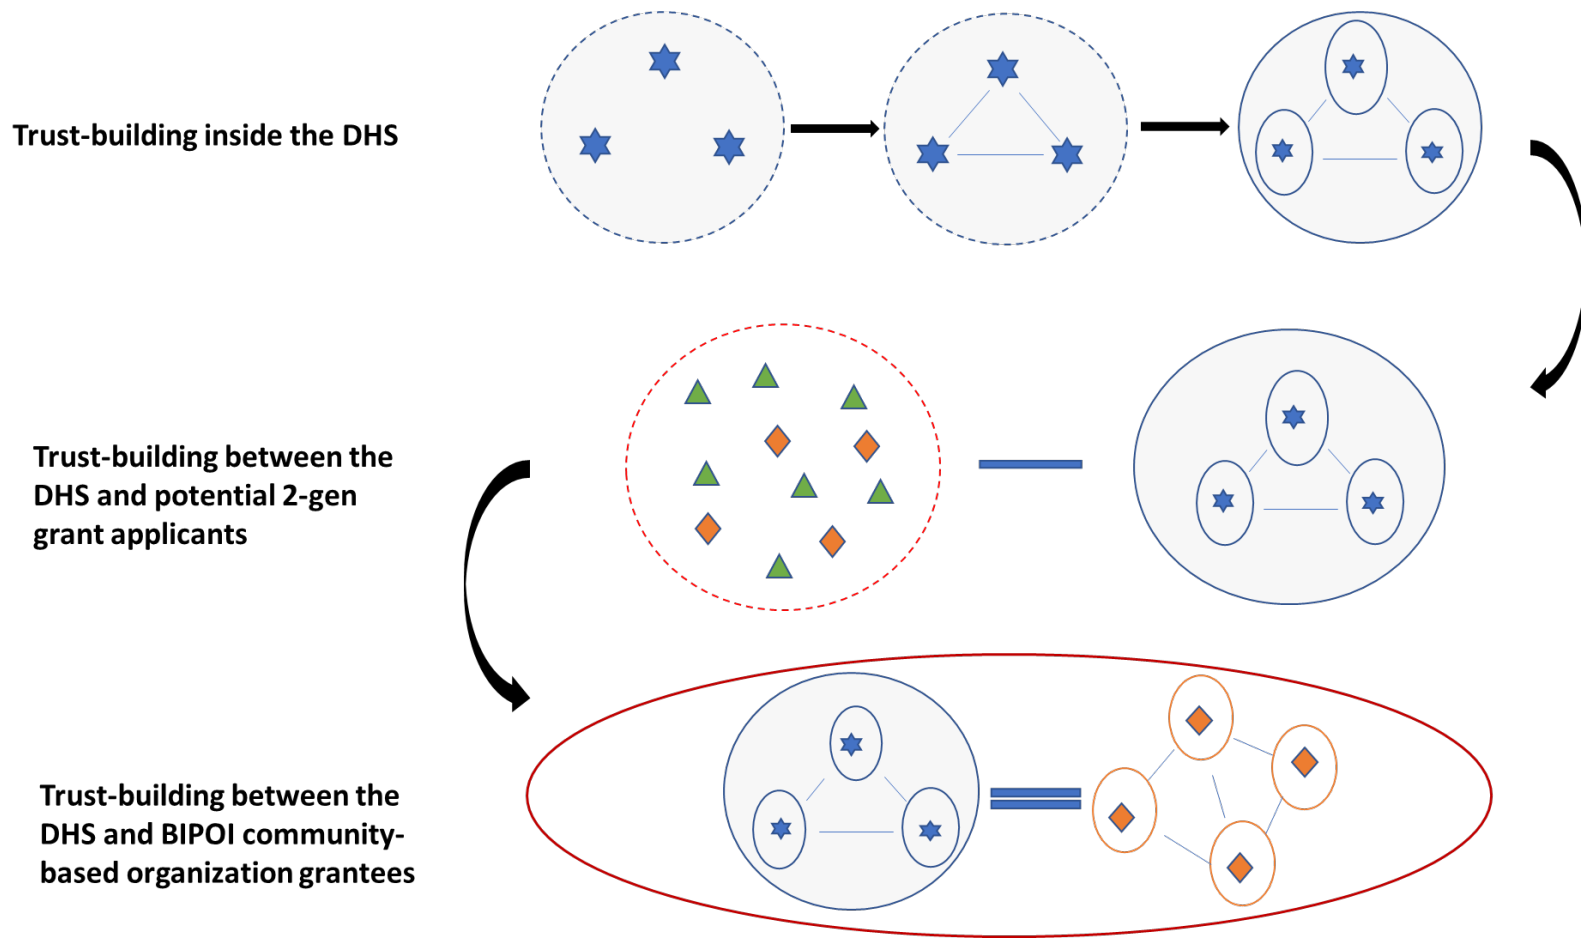 Trust-building inside the DHS
Trust-building between the
DHS and potential 2-gen
grant applicants
Trust-building between the
DHS and BIPOI community-
based organization grantees